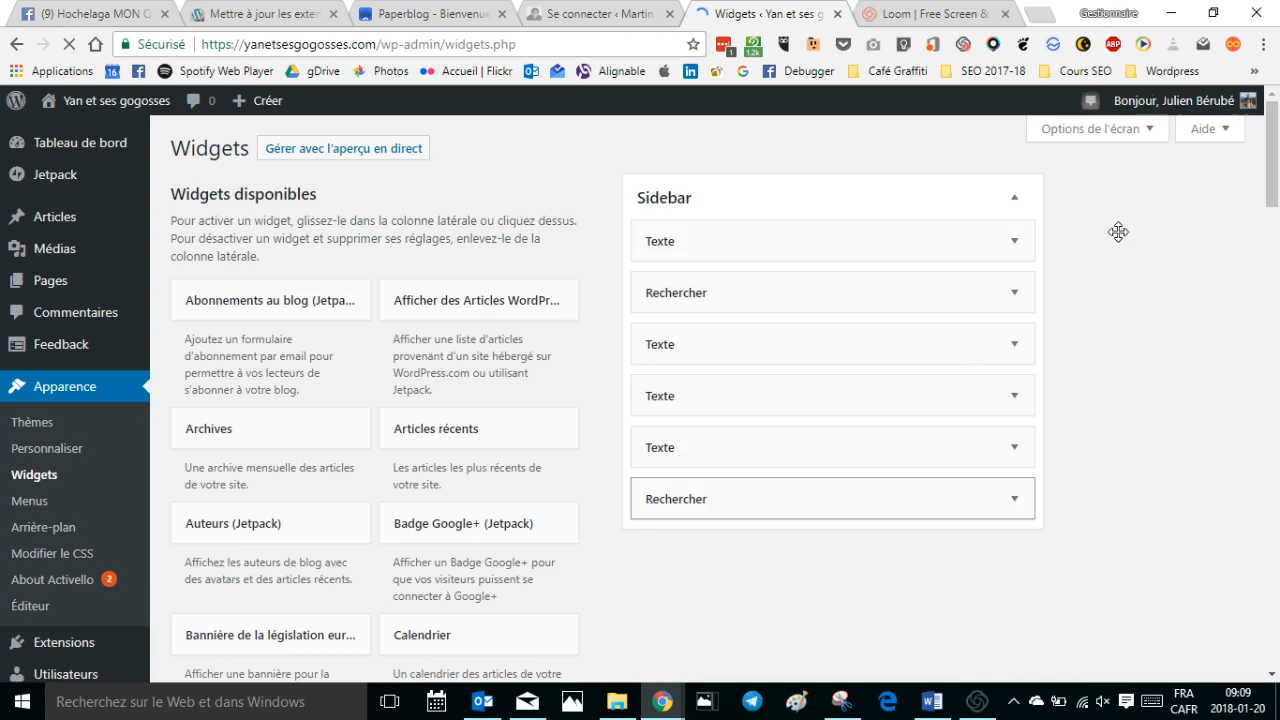 (9) Hochelaga MON Q
Mettre à jour les exten
Paperblog - Bienvenue
Se connecter ‹ Martin
Widgets ‹ Yan et ses g
Loom | Free Screen &
Gestionnaire
Sécurisé
https://yanetsesgogosses.com/wp-admin/widgets.php
Applications
Spotify Web Player
gDrive
Photos
Accueil | Flickr
Alignable
Debugger
Café Graffiti
SEO 2017-18
Cours SEO
Wordpress
»
Yan et ses gogosses
0
Créer
Bonjour, Julien Bérubé
Options de l'écran
Aide
Tableau de bord
Jetpack
Articles
Médias
Pages
Commentaires
Feedback
Apparence
Thèmes
Personnaliser
Widgets
Menus
Arrière-plan
Modifier le CSS
About Activello 2
Éditeur
Extensions
Utilisateurs
Widgets
Gérer avec l'aperçu en direct
Widgets disponibles
Pour activer un widget, glissez-le dans la colonne latérale ou cliquez dessus.
Pour désactiver un widget et supprimer ses réglages, enlevez-le de la
colonne latérale.
Abonnements au blog (Jetpa...
Ajoutez un formulaire
d'abonnement par email pour
permettre à vos lecteurs de
s'abonner à votre blog.
Afficher des Articles WordPr...
Afficher une liste d'articles
provenant d'un site hébergé sur
WordPress.com ou utilisant
Jetpack.
Archives
Une archive mensuelle des articles
de votre site.
Articles récents
Les articles les plus récents de
votre site.
Auteurs (Jetpack)
Affichez les auteurs de blog avec
des avatars et des articles récents.
Badge Google+ (Jetpack)
Afficher un Badge Google+ pour
que vos visiteurs puissent se
connecter à Google+
Bannière de la législation eur...
Afficher une bannière pour la
Calendrier
Un calendrier des articles de votre
Sidebar
Texte
Rechercher
Texte
Texte
Texte
Rechercher
Recherchez sur le Web et dans Windows
FRA
CAFR
09:09
2018-01-20